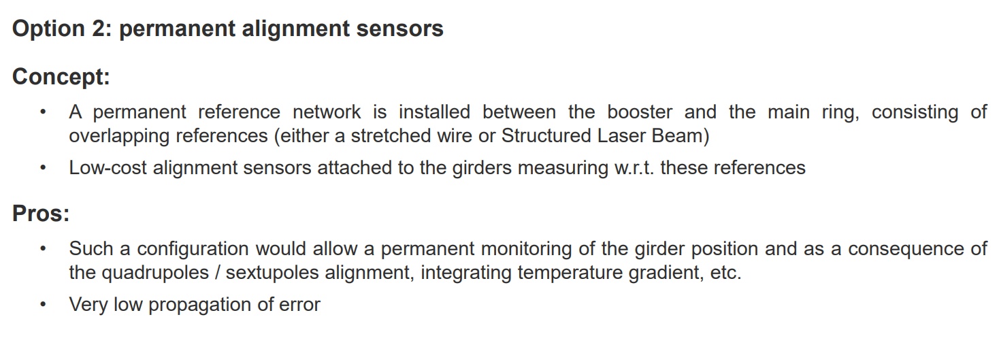 Option 2: permanent alignment sensors
Concept:
• A permanent reference network is installed between the booster and the main ring, consisting of
overlapping references (either a stretched wire or Structured Laser Beam)
• Low-cost alignment sensors attached to the girders measuring w.r.t. these references
Pros:
• Such a configuration would allow a permanent monitoring of the girder position and as a consequence of
the quadrupoles / sextupoles alignment, integrating temperature gradient, etc.
• Very low propagation of error